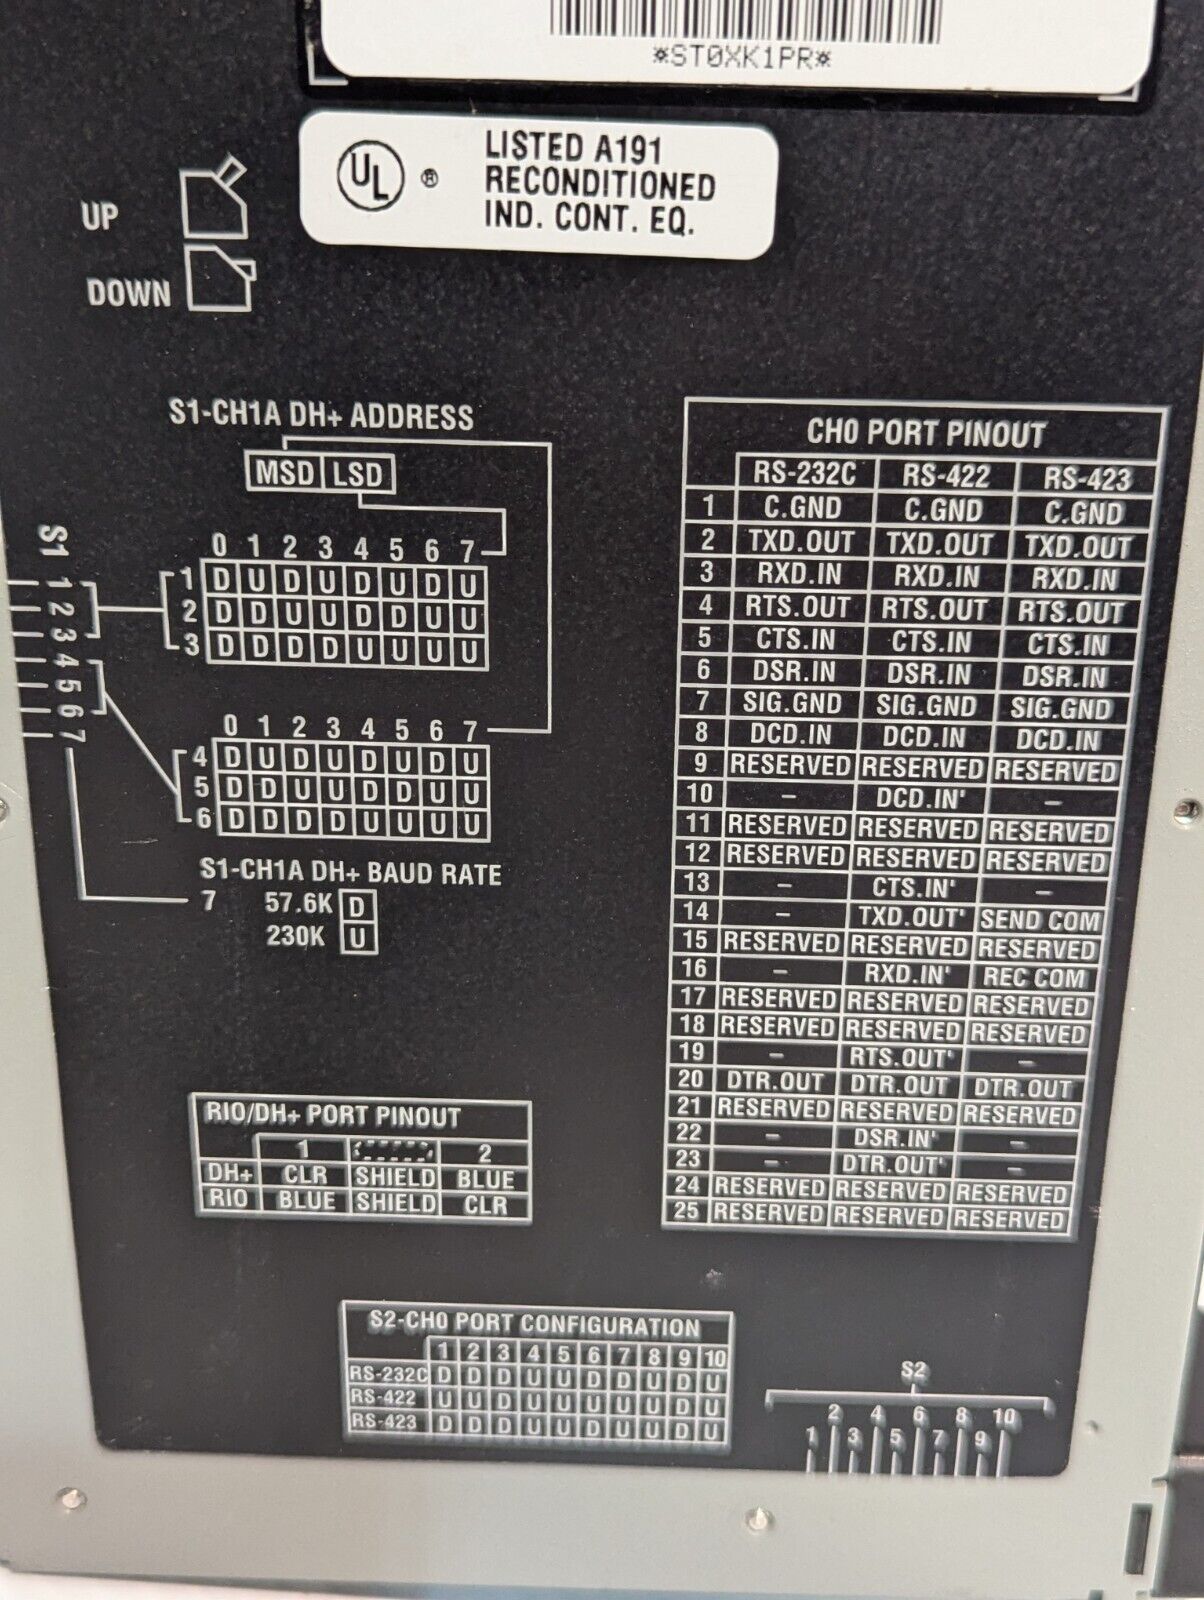 *ST0XK1PR*
UL ®
LISTED A191
RECONDITIONED
IND. CONT. EQ.
UP
DOWN
S1-CH1A DH+ ADDRESS
MSD LSD
S1
1
2
3
4
5
6
7
0 1 2 3 4 5 6 7
1 D U D U D U D U
2 D D U U D D U U
3 D D D D U U U U
0 1 2 3 4 5 6 7
4 D U D U D U D U
5 D D U U D D U U
6 D D D D U U U U
S1-CH1A DH+ BAUD RATE
7 57.6K D
230K U
CH0 PORT PINOUT
RS-232C RS-422 RS-423
1 C.GND C.GND C.GND
2 TXD.OUT TXD.OUT TXD.OUT
3 RXD.IN RXD.IN RXD.IN
4 RTS.OUT RTS.OUT RTS.OUT
5 CTS.IN CTS.IN CTS.IN
6 DSR.IN DSR.IN DSR.IN
7 SIG.GND SIG.GND SIG.GND
8 DCD.IN DCD.IN DCD.IN
9 RESERVED RESERVED RESERVED
10 – DCD.IN' –
11 RESERVED RESERVED RESERVED
12 RESERVED RESERVED RESERVED
13 – CTS.IN' –
14 – TXD.OUT' SEND COM
15 RESERVED RESERVED RESERVED
16 – RXD.IN' REC COM
17 RESERVED RESERVED RESERVED
18 RESERVED RESERVED RESERVED
19 – RTS.OUT' –
20 DTR.OUT DTR.OUT DTR.OUT
21 RESERVED RESERVED RESERVED
22 – DSR.IN' –
23 – DTR.OUT' –
24 RESERVED RESERVED RESERVED
25 RESERVED RESERVED RESERVED
RIO/DH+ PORT PINOUT
1 2
DH+ CLR SHIELD BLUE
RIO BLUE SHIELD CLR
S2-CH0 PORT CONFIGURATION
1 2 3 4 5 6 7 8 9 10
RS-232C D D D U U D D U D U
RS-422
RS-423 D D D U U D U U D U
S2
2 4 6 8 10
1 3 5 7 9